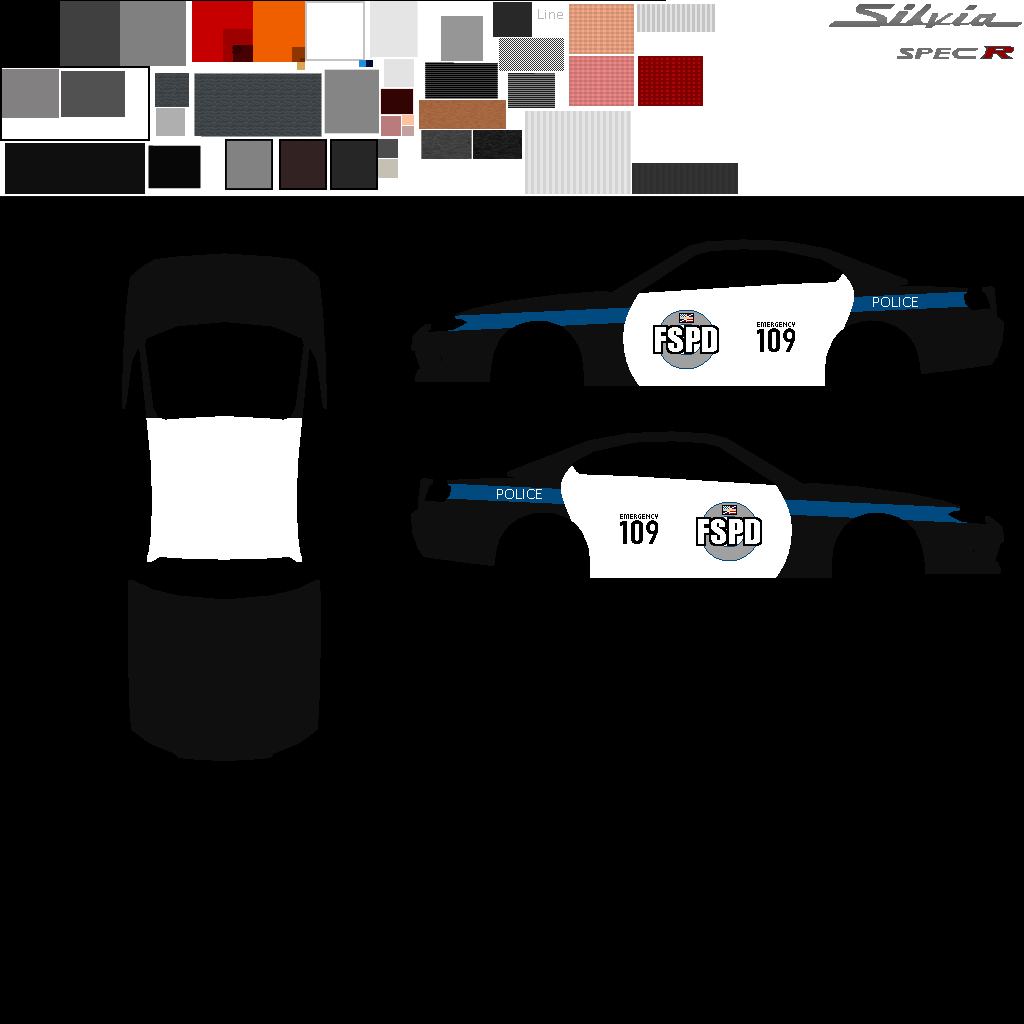 Line
Silvia
SPEC R
POLICE
FSPD
EMERGENCY
109
POLICE
EMERGENCY
109
FSPD